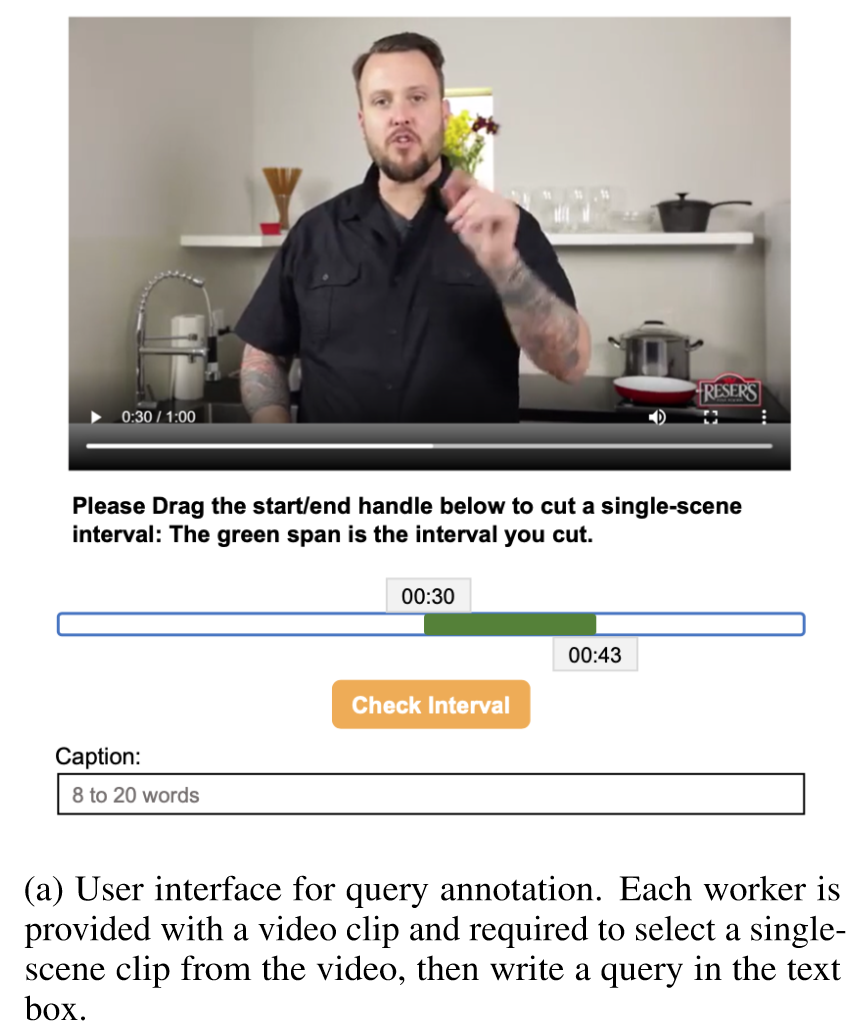 RESER'S
0:30 / 1:00
Please Drag the start/end handle below to cut a single-scene
interval: The green span is the interval you cut.
00:30
00:43
Check Interval
Caption:
8 to 20 words
(a) User interface for query annotation. Each worker is
provided with a video clip and required to select a single-
scene clip from the video, then write a query in the text
box.